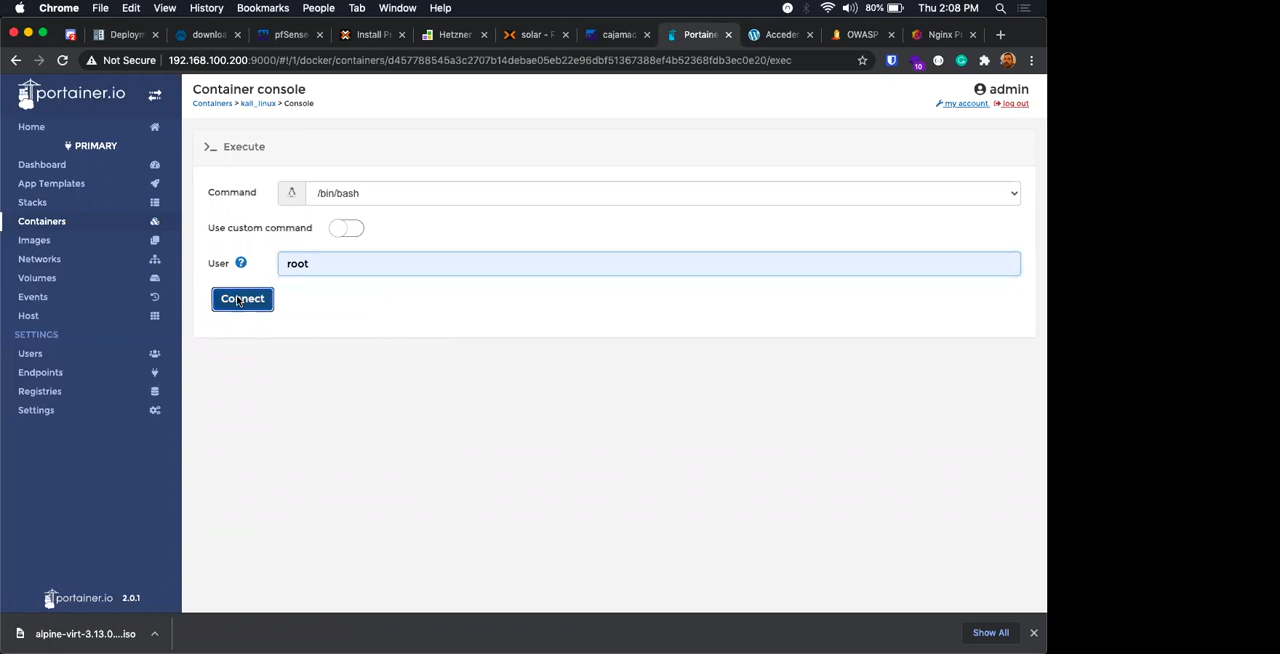 Chrome File Edit View History Bookmarks People Tab Window Help 80% Thu 2:08 PM
Deploym downloa pfSense Install P Hetzner solar - F cajamac Portaine Acceder OWASP Nginx Pr
Not Secure 192.168.100.200:9000/#!/1/docker/containers/d457788545a3c2707b14debae05eb22e96dbf51367388ef4b52368fdb3ec0e20/exec
10
portainer.io
Container console
admin
Containers > kali_linux > Console
my account log out
Home
PRIMARY
Dashboard
App Templates
Stacks
Containers
Images
Networks
Volumes
Events
Host
SETTINGS
Users
Endpoints
Registries
Settings
>_ Execute
Command /bin/bash
Use custom command
User ? root
Connect
portainer.io 2.0.1
alpine-virt-3.13.0....iso
Show All